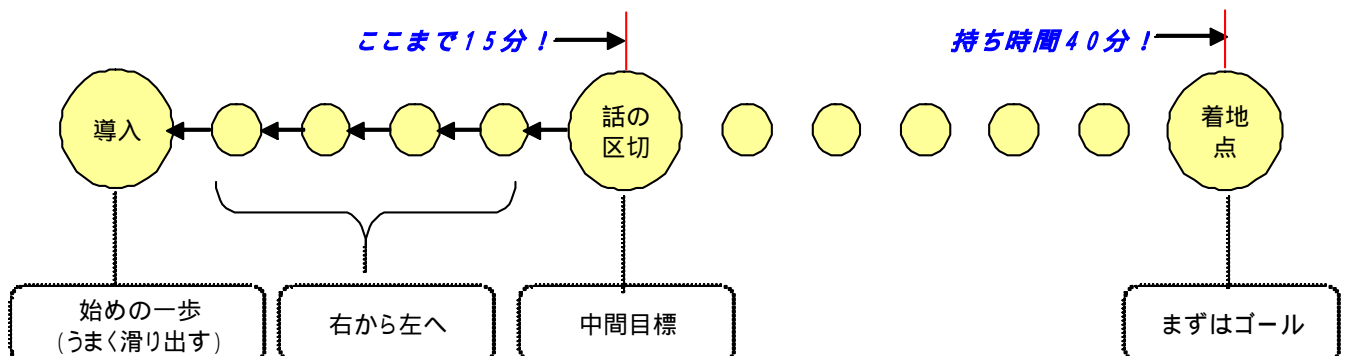 ここまで15分！
持ち時間40分！
導入
話の
区切
着地
点
始めの一歩
(うまく滑り出す)
右から左へ
中間目標
まずはゴール